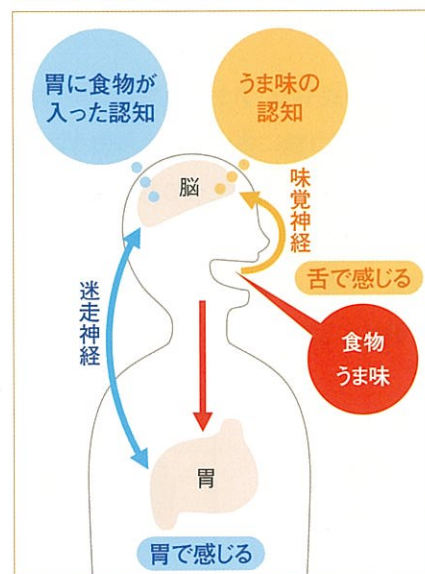 胃に食物が
入った認知
うま味の
認知
脳
味覚神経
舌で感じる
迷走神経
食物
うま味
胃
胃で感じる